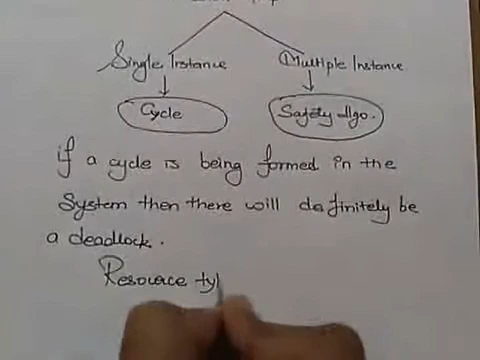 Single Instance Multiple Instance
Cycle Safety Algo.
if a cycle is being formed in the
System then there will definitely be
a deadlock.
Resource ty